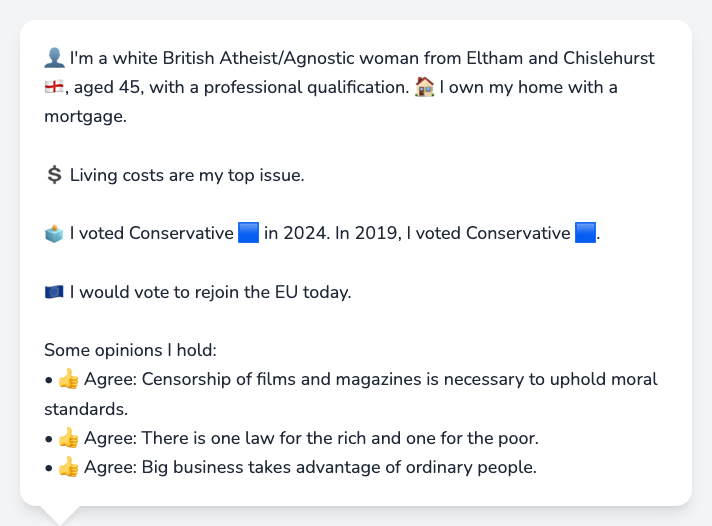 👤 I'm a white British Atheist/Agnostic woman from Eltham and Chislehurst
🏴󠁧󠁢󠁥󠁮󠁧󠁿, aged 45, with a professional qualification. 🏠 I own my home with a
mortgage.
💲 Living costs are my top issue.
🗳️ I voted Conservative 🟦 in 2024. In 2019, I voted Conservative 🟦.
🇪🇺 I would vote to rejoin the EU today.
Some opinions I hold:
• 👍 Agree: Censorship of films and magazines is necessary to uphold moral
standards.
• 👍 Agree: There is one law for the rich and one for the poor.
• 👍 Agree: Big business takes advantage of ordinary people.